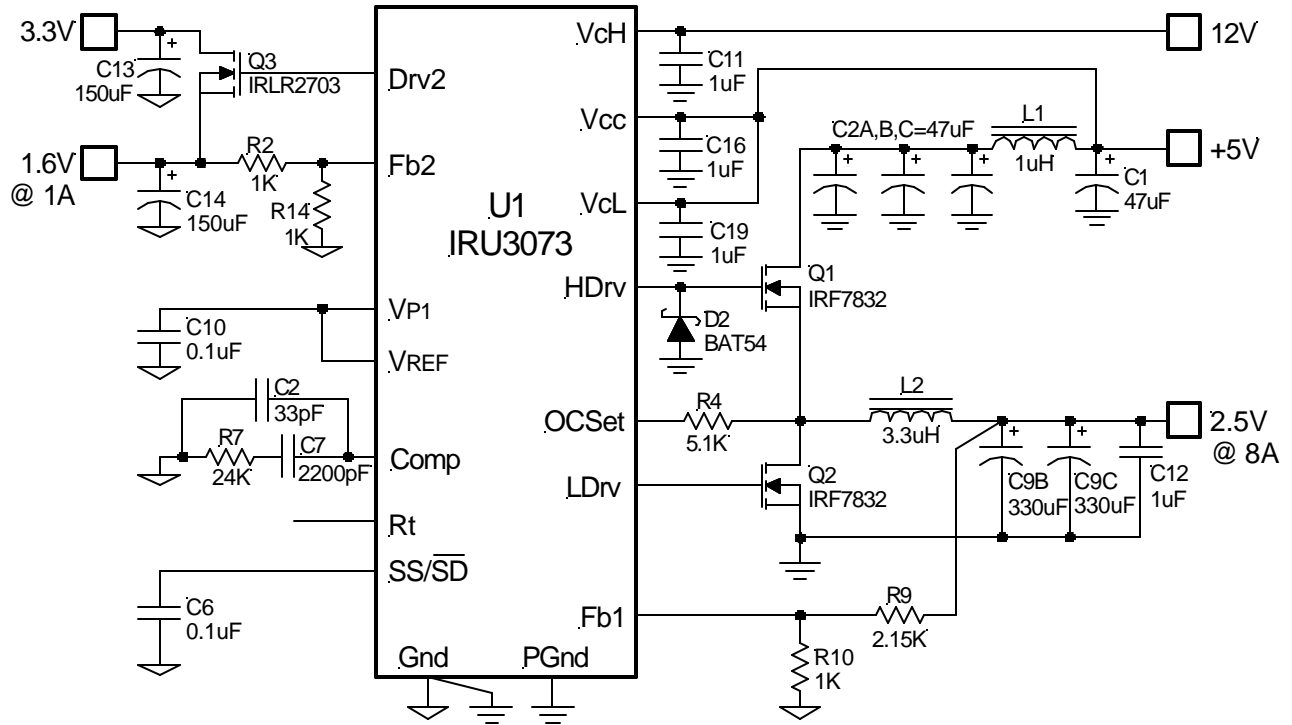 3.3V
C13
150uF
+
Q3
IRLR2703
1.6V
@ 1A
+
C14
150uF
R2
1K
R14
1K
C10
0.1uF
C2
33pF
R7
24K
C7
2200pF
C6
0.1uF
Drv2
Fb2
VP1
VREF
Comp
Rt
SS/SD
Gnd
PGnd
U1
IRU3073
VcH
Vcc
VcL
HDrv
OCSet
LDrv
Fb1
12V
C11
1uF
C16
1uF
C19
1uF
C2A,B,C=47uF
+
+
+
L1
1uH
+
C1
47uF
+5V
Q1
IRF7832
D2
BAT54
R4
5.1K
L2
3.3uH
2.5V
@ 8A
Q2
IRF7832
+
C9B
330uF
+
C9C
330uF
C12
1uF
R9
2.15K
R10
1K